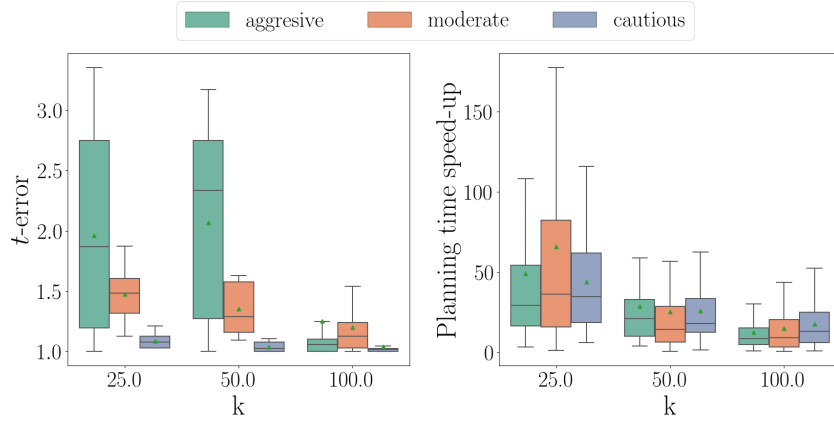 aggresive moderate cautious
t-error
3.0
2.5
2.0
1.5
1.0
25.0 50.0 100.0
k
Planning time speed-up
150
100
50
0
25.0 50.0 100.0
k